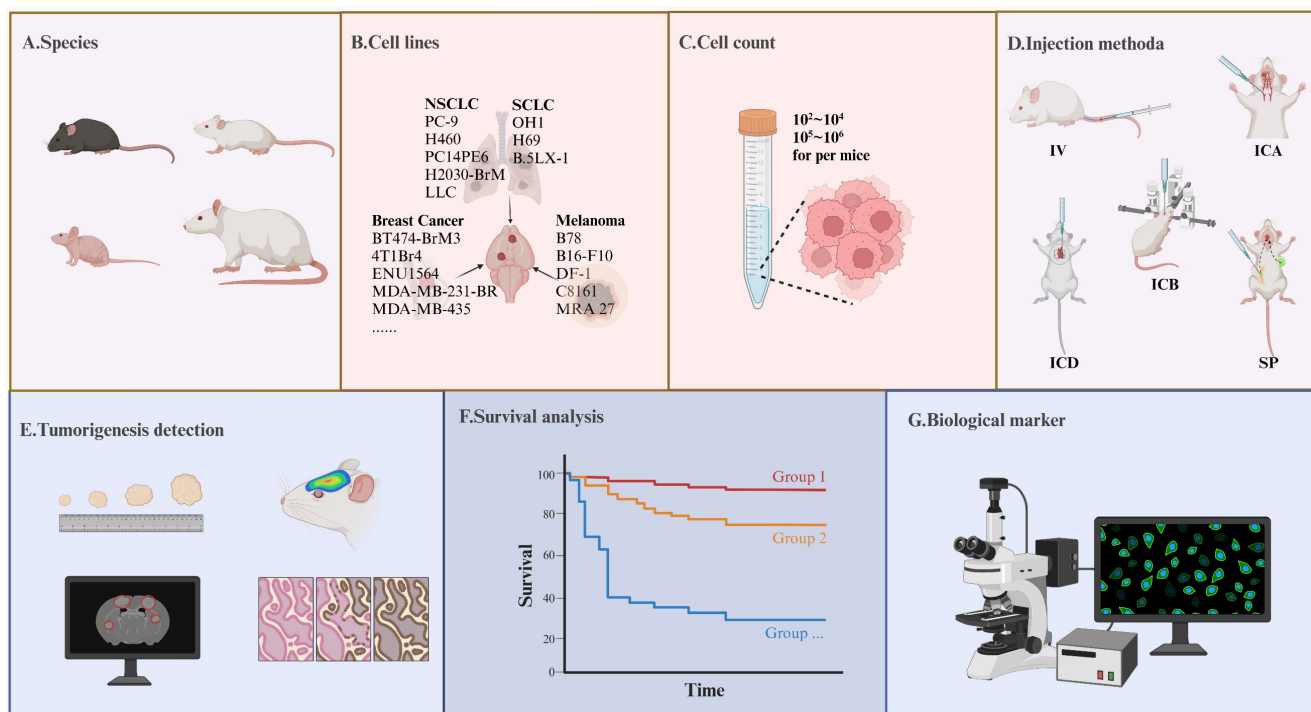 A.Species
B.Cell lines
NSCLC
PC-9
H460
PC14PE6
H2030-BrM
LLC
SCLC
OH1
H69
B.5LX-1
Breast Cancer
BT474-BrM3
4T1Br4
ENU1564
MDA-MB-231-BR
MDA-MB-435
......
Melanoma
B78
B16-F10
DF-1
C8161
MRA 27
C.Cell count
10²~10⁴
10⁵~10⁶
for per mice
D.Injection methoda
IV
ICA
ICB
ICD
SP
E.Tumorigenesis detection
F.Survival analysis
100
80
60
40
20
0
Survival
Time
Group 1
Group 2
Group ...
G.Biological marker